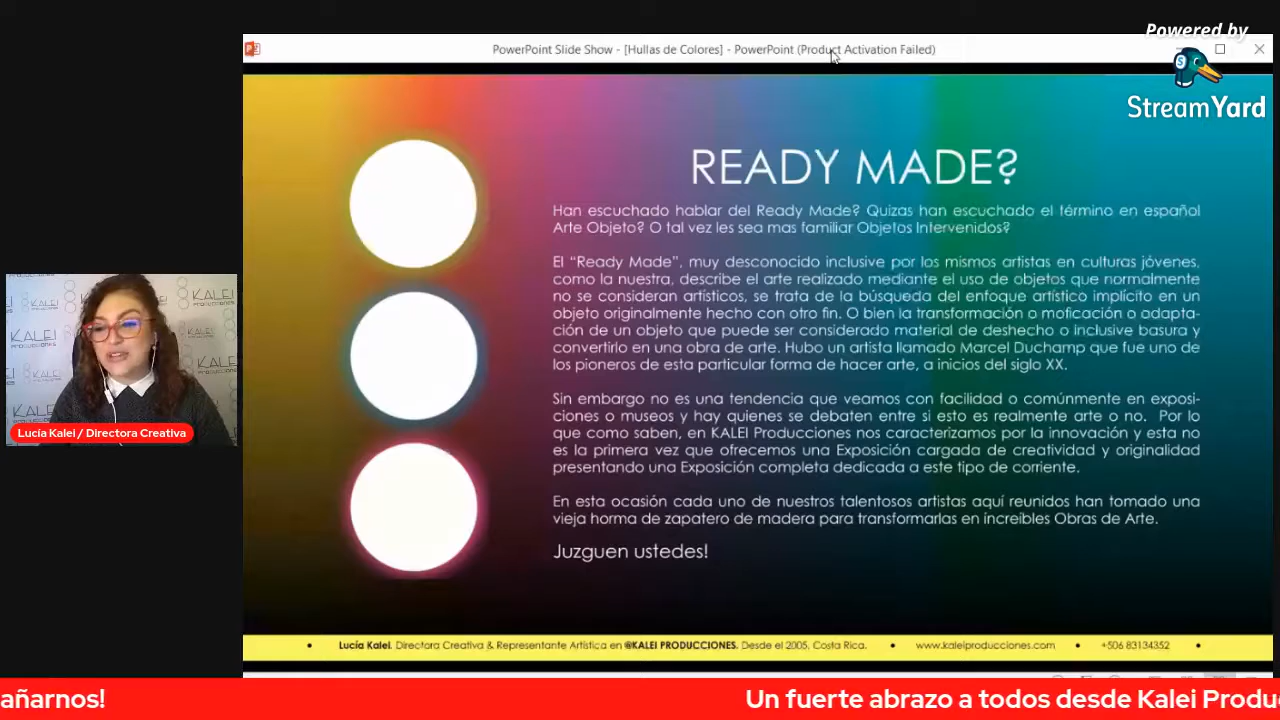 Powered by
StreamYard
PowerPoint Slide Show - [Hullas de Colores] - PowerPoint (Product Activation Failed)
READY MADE?
Han escuchado hablar del Ready Made? Quizas han escuchado el término en español
Arte Objeto? O tal vez les sea mas familiar Objetos Intervenidos?
El “Ready Made”, muy desconocido inclusive por los mismos artistas en culturas jóvenes,
como la nuestra, describe el arte realizado mediante el uso de objetos que normalmente
no se consideran artísticos, se trata de la búsqueda del enfoque artístico implícito en un
objeto originalmente hecho con otro fin. O bien la transformación o moficación o adapta-
ción de un objeto que puede ser considerado material de deshecho o inclusive basura y
convertirlo en una obra de arte. Hubo un artista llamado Marcel Duchamp que fue uno de
los pioneros de esta particular forma de hacer arte, a inicios del siglo XX.
Sin embargo no es una tendencia que veamos con facilidad o comúnmente en exposi-
ciones o museos y hay quienes se debaten entre si esto es realmente arte o no. Por lo
que como saben, en KALEI Producciones nos caracterizamos por la innovación y esta no
es la primera vez que ofrecemos una Exposición cargada de creatividad y originalidad
presentando una Exposición completa dedicada a este tipo de corriente.
En esta ocasión cada uno de nuestros talentosos artistas aquí reunidos han tomado una
vieja horma de zapatero de madera para transformarlas en íncreíbles Obras de Arte.
Juzguen ustedes!
KALEI
PRODUCCIONES
Lucía Kalei / Directora Creativa
• Lucía Kalei. Directora Creativa & Representante Artística en @KALEI PRODUCCIONES. Desde el 2005, Costa Rica. • www.kaleiproducciones.com • +506 83134352 •
añarnos! Un fuerte abrazo a todos desde Kalei Produ